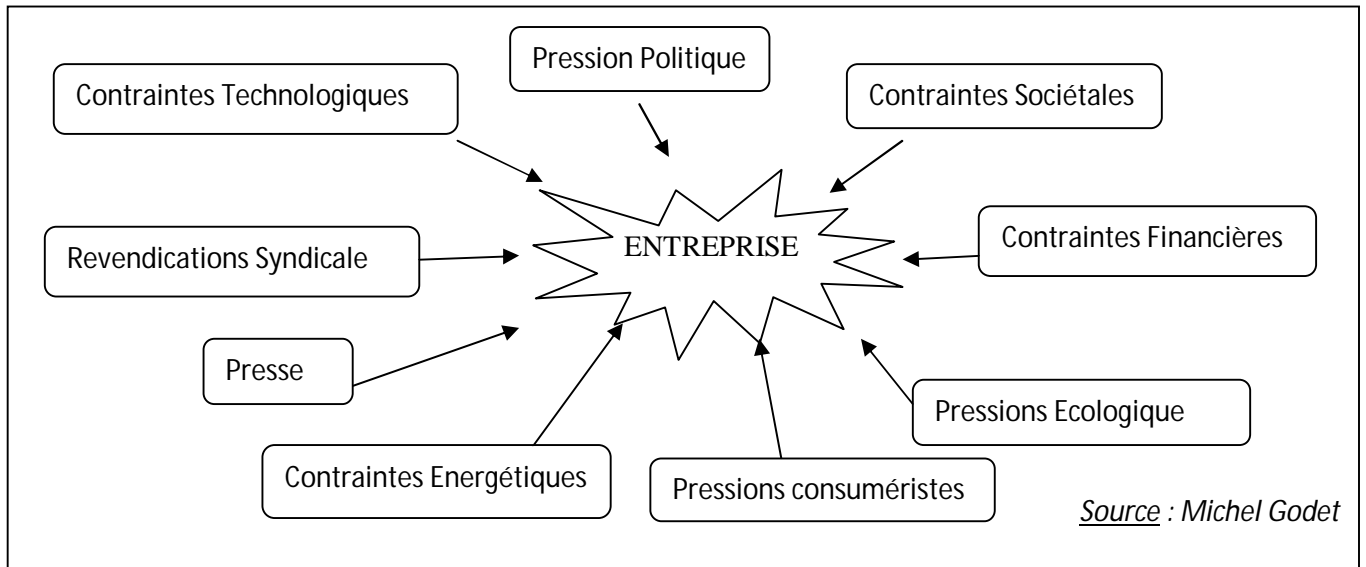 Pression Politique
Contraintes Technologiques
Contraintes Sociétales
ENTREPRISE
Revendications Syndicale
Contraintes Financières
Presse
Pressions Ecologique
Contraintes Energétiques
Pressions consuméristes
Source : Michel Godet